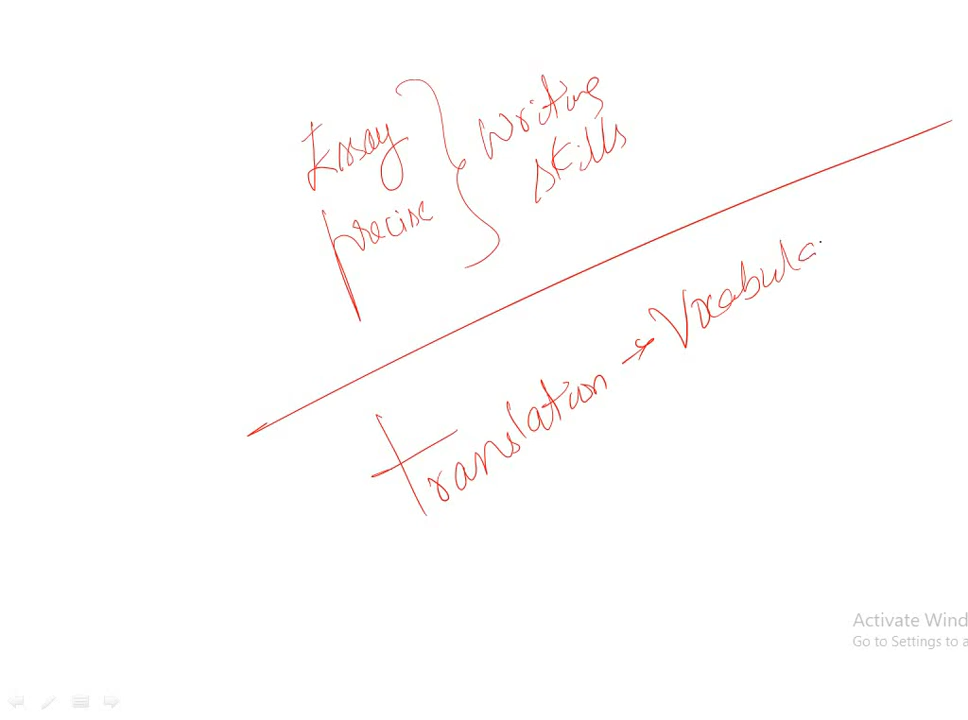 Essay
precise
Writing
skills
Translation → Vocabula
Activate Wind
Go to Settings to a